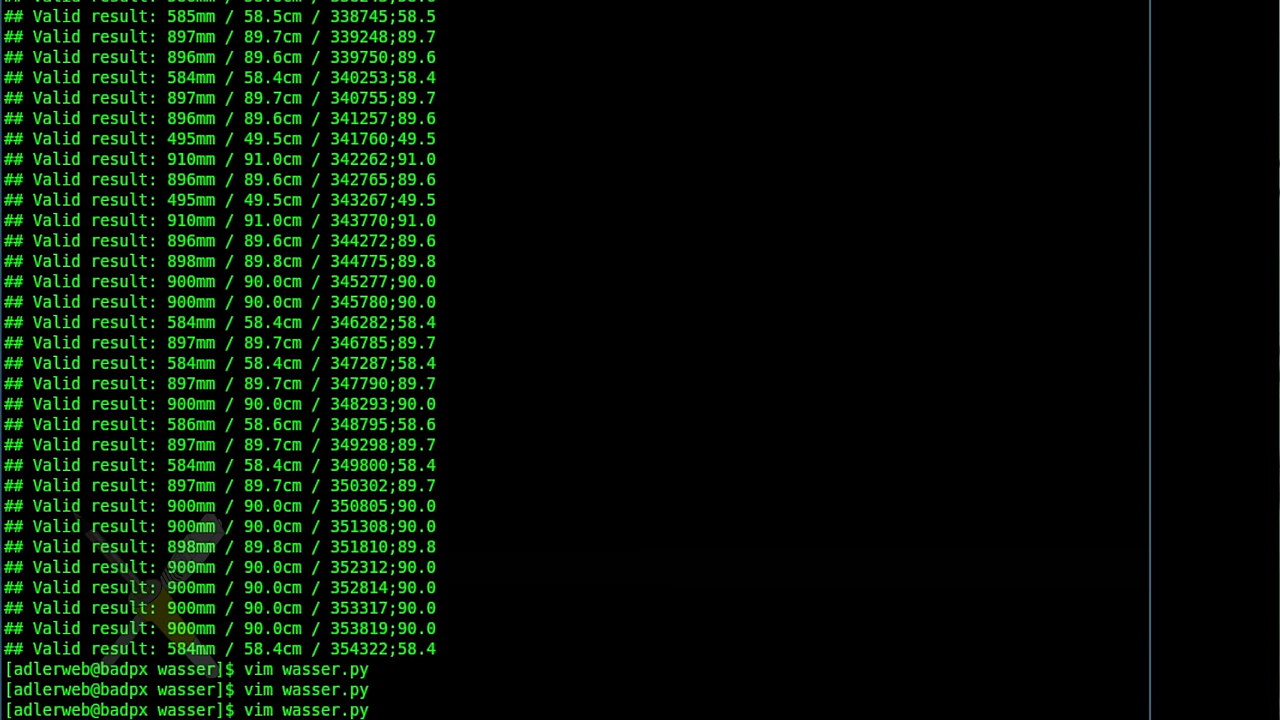 ## Valid result: 585mm / 58.5cm / 338745;58.5
## Valid result: 897mm / 89.7cm / 339248;89.7
## Valid result: 896mm / 89.6cm / 339750;89.6
## Valid result: 584mm / 58.4cm / 340253;58.4
## Valid result: 897mm / 89.7cm / 340755;89.7
## Valid result: 896mm / 89.6cm / 341257;89.6
## Valid result: 495mm / 49.5cm / 341760;49.5
## Valid result: 910mm / 91.0cm / 342262;91.0
## Valid result: 896mm / 89.6cm / 342765;89.6
## Valid result: 495mm / 49.5cm / 343267;49.5
## Valid result: 910mm / 91.0cm / 343770;91.0
## Valid result: 896mm / 89.6cm / 344272;89.6
## Valid result: 898mm / 89.8cm / 344775;89.8
## Valid result: 900mm / 90.0cm / 345277;90.0
## Valid result: 900mm / 90.0cm / 345780;90.0
## Valid result: 584mm / 58.4cm / 346282;58.4
## Valid result: 897mm / 89.7cm / 346785;89.7
## Valid result: 584mm / 58.4cm / 347287;58.4
## Valid result: 897mm / 89.7cm / 347790;89.7
## Valid result: 900mm / 90.0cm / 348293;90.0
## Valid result: 586mm / 58.6cm / 348795;58.6
## Valid result: 897mm / 89.7cm / 349298;89.7
## Valid result: 584mm / 58.4cm / 349800;58.4
## Valid result: 897mm / 89.7cm / 350302;89.7
## Valid result: 900mm / 90.0cm / 350805;90.0
## Valid result: 900mm / 90.0cm / 351308;90.0
## Valid result: 898mm / 89.8cm / 351810;89.8
## Valid result: 900mm / 90.0cm / 352312;90.0
## Valid result: 900mm / 90.0cm / 352814;90.0
## Valid result: 900mm / 90.0cm / 353317;90.0
## Valid result: 900mm / 90.0cm / 353819;90.0
## Valid result: 584mm / 58.4cm / 354322;58.4
[adlerweb@badpx wasser]$ vim wasser.py
[adlerweb@badpx wasser]$ vim wasser.py
[adlerweb@badpx wasser]$ vim wasser.py